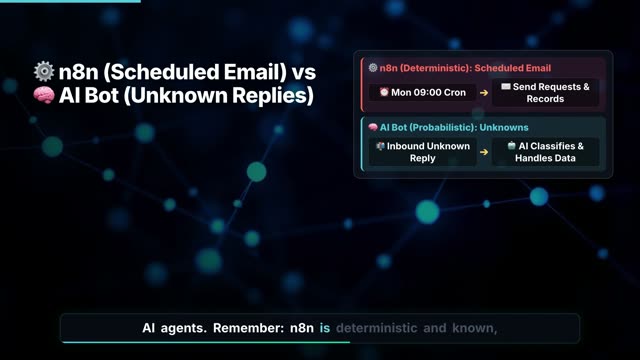 ⚙️ n8n (Scheduled Email) vs
🧠 AI Bot (Unknown Replies)
⚙️ n8n (Deterministic): Scheduled Email
⏰ Mon 09:00 Cron → ✉️ Send Requests &
Records
🧠 AI Bot (Probabilistic): Unknowns
📬 Inbound Unknown
Reply → 🤖 AI Classifies &
Handles Data
AI agents. Remember: n8n is deterministic and known,